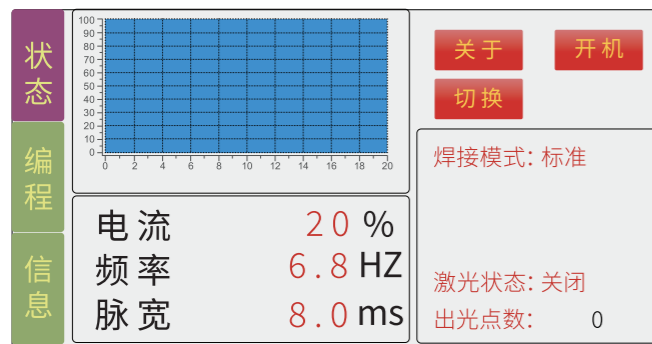 状态
编程
信息
100
90
80
70
60
50
40
30
20
10
0
0 2 4 6 8 10 12 14 16 18 20
电流 20 %
频率 6.8 HZ
脉宽 8.0 ms
关于 开机
切换
焊接模式: 标准
激光状态: 关闭
出光点数: 0